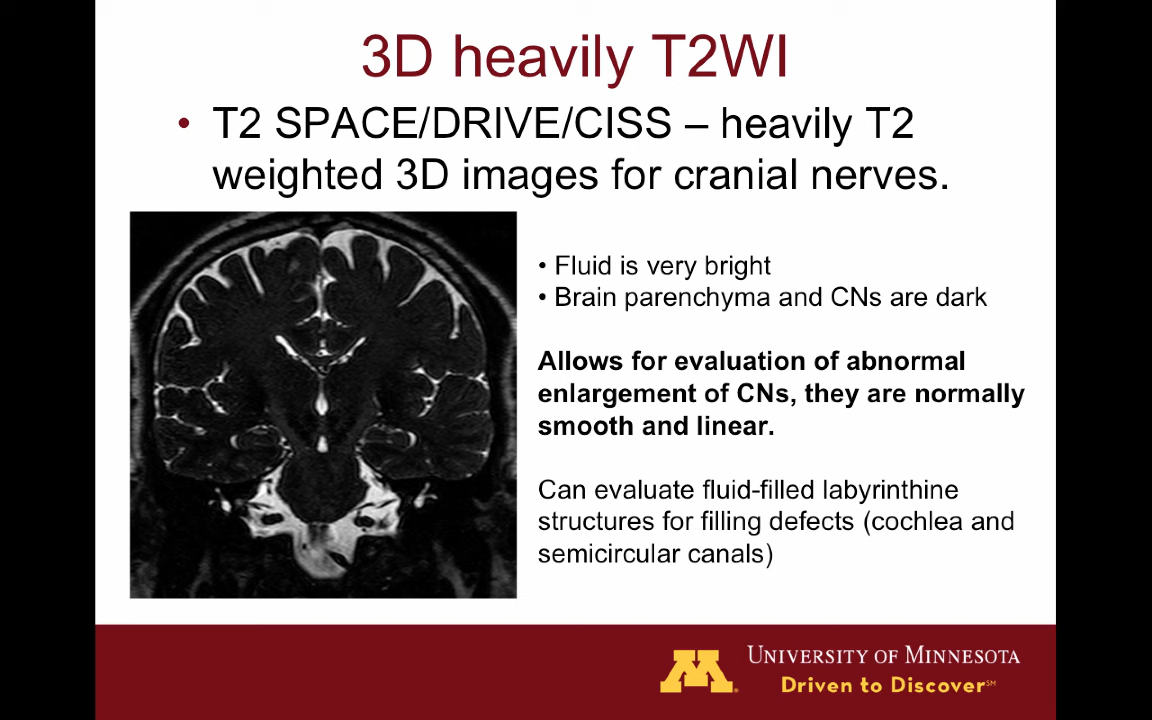 3D heavily T2WI
• T2 SPACE/DRIVE/CISS – heavily T2
weighted 3D images for cranial nerves.
• Fluid is very bright
• Brain parenchyma and CNs are dark
Allows for evaluation of abnormal
enlargement of CNs, they are normally
smooth and linear.
Can evaluate fluid-filled labyrinthine
structures for filling defects (cochlea and
semicircular canals)
M
UNIVERSITY OF MINNESOTA
Driven to Discover℠